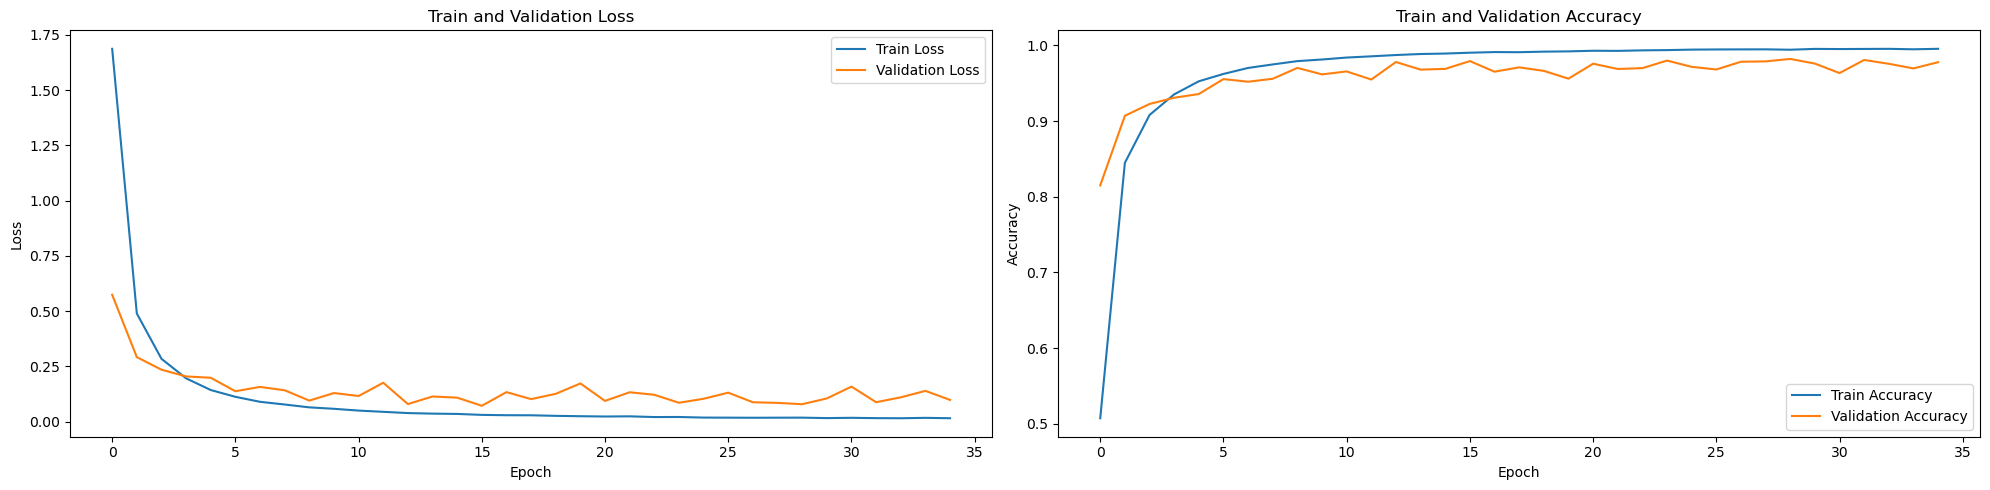 Train and Validation Loss
1.75
1.50
1.25
1.00
0.75
0.50
0.25
0.00
Loss
Train Loss
Validation Loss
0 5 10 15 20 25 30 35
Epoch
Train and Validation Accuracy
1.0
0.9
0.8
0.7
0.6
0.5
Accuracy
Train Accuracy
Validation Accuracy
0 5 10 15 20 25 30 35
Epoch